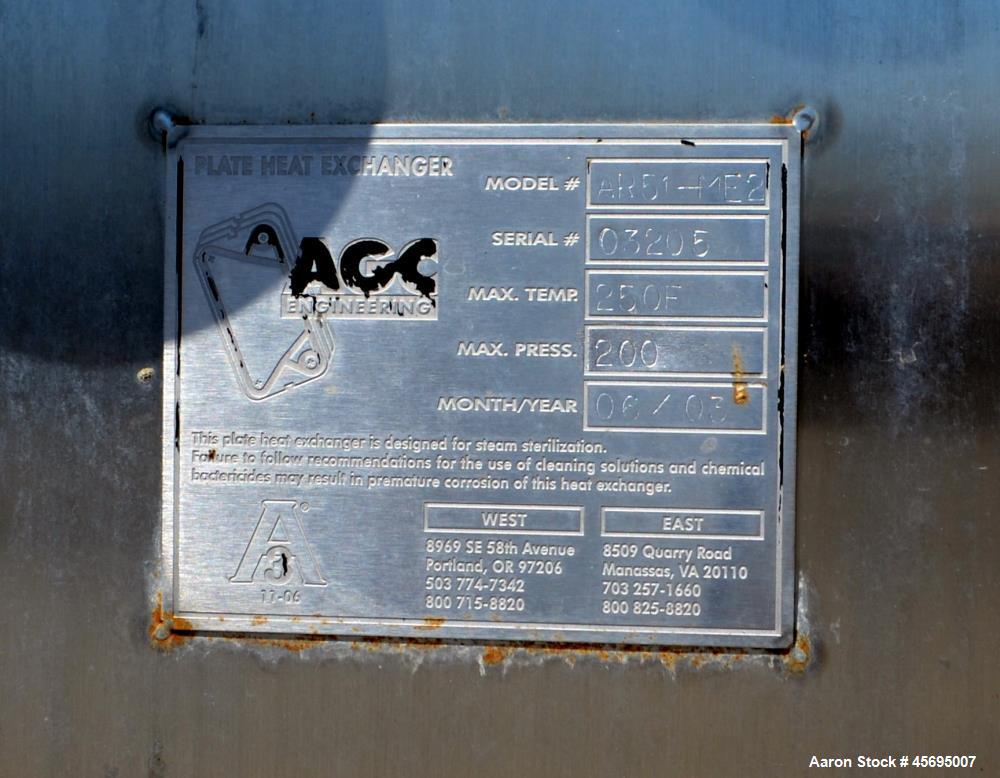 PLATE HEAT EXCHANGER
AGC
ENGINEERING
MODEL # AR51-ME2
SERIAL # 03205
MAX. TEMP. 250F
MAX. PRESS. 200
MONTH/YEAR 06/03
This plate heat exchanger is designed for steam sterilization.
Failure to follow recommendations for the use of cleaning solutions and chemical
bactericides may result in premature corrosion of this heat exchanger.
A®
3
11-06
WEST
8969 SE 58th Avenue
Portland, OR 97206
503 774-7342
800 715-8820
EAST
8509 Quarry Road
Manassas, VA 20110
703 257-1660
800 825-8820
Aaron Stock # 45695007